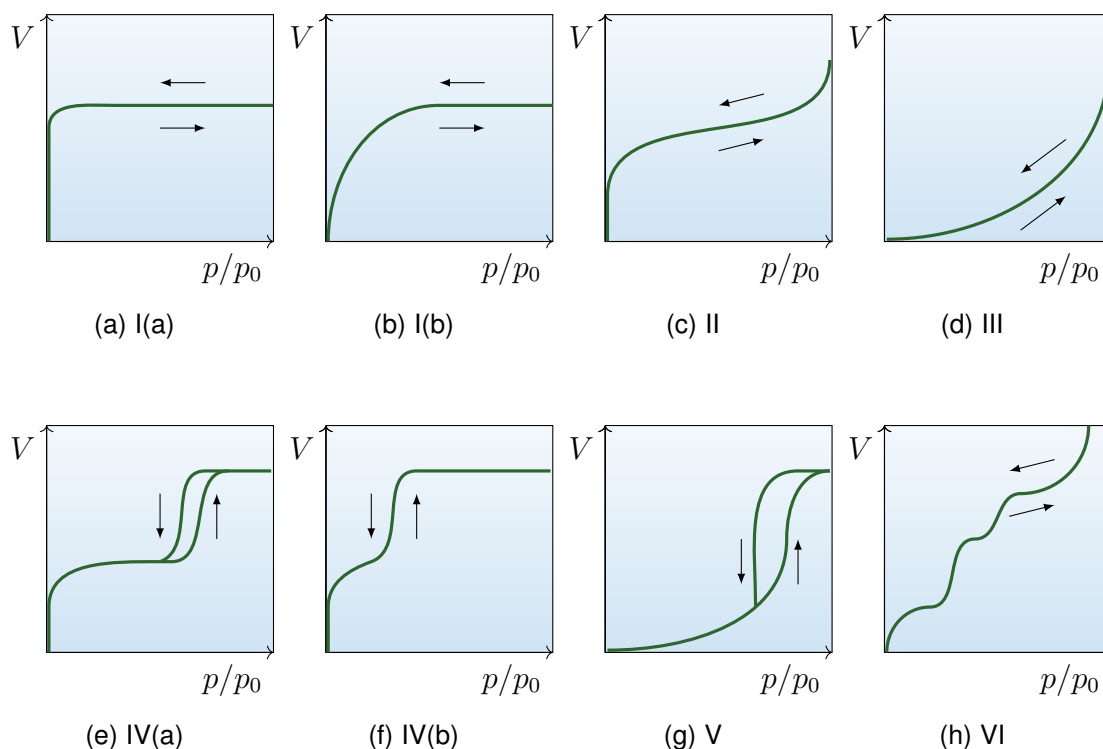 V
p/p₀
(a) I(a)
V
p/p₀
(b) I(b)
V
p/p₀
(c) II
V
p/p₀
(d) III
V
p/p₀
(e) IV(a)
V
p/p₀
(f) IV(b)
V
p/p₀
(g) V
V
p/p₀
(h) VI